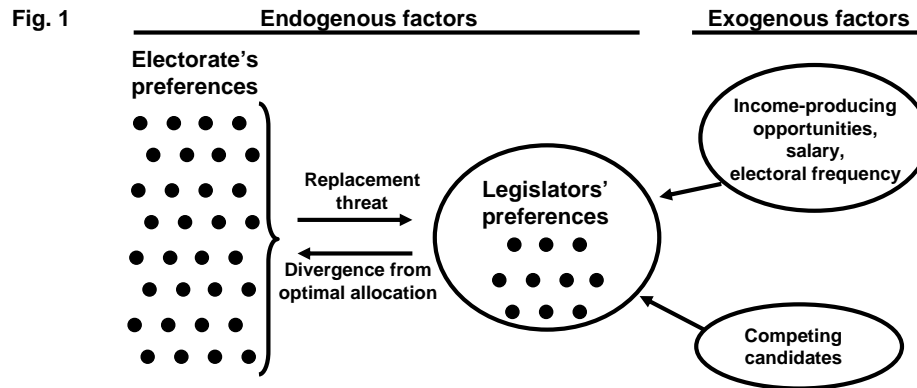 Fig. 1
Endogenous factors
Exogenous factors
Electorate’s
preferences
Replacement
threat
Divergence from
optimal allocation
Legislators’
preferences
Income-producing
opportunities,
salary,
electoral frequency
Competing
candidates